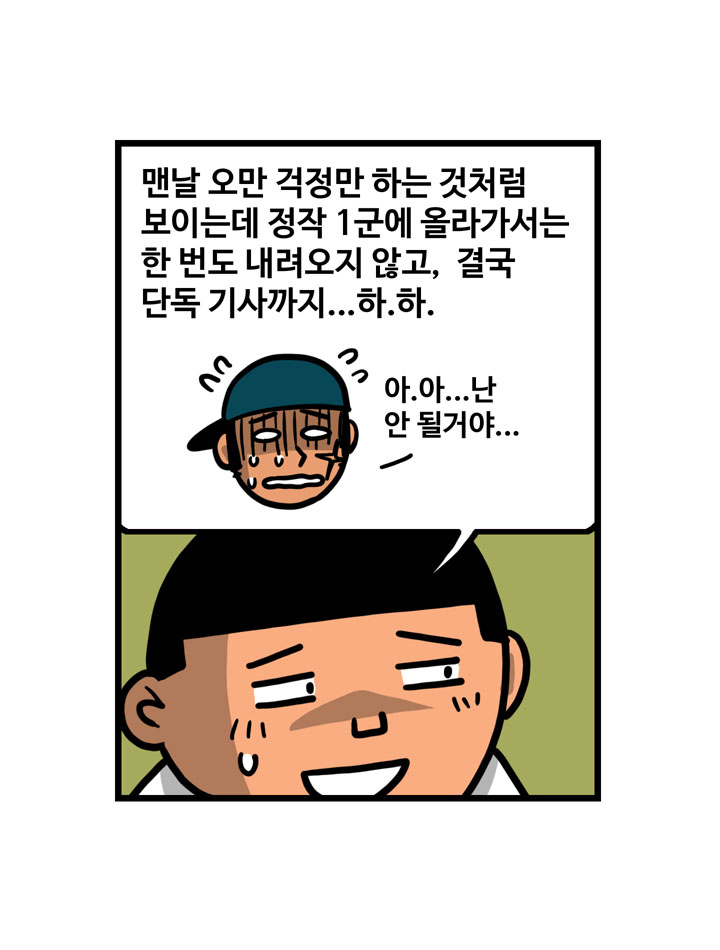 맨날 오만 걱정만 하는 것처럼
보이는데 정작 1군에 올라가서는
한 번도 내려오지 않고, 결국
단독 기사까지...하.하.
아.아...난
안 될거야...